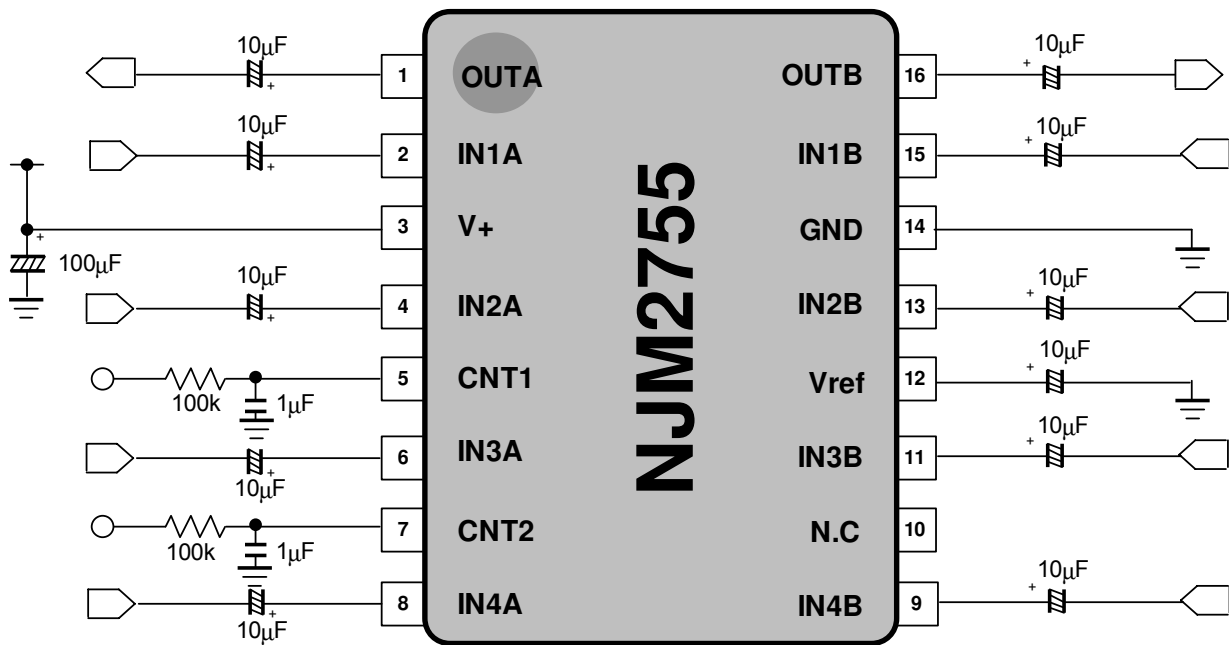 10µF
1
OUTA
OUTB
16
10µF
10µF
2
IN1A
IN1B
15
10µF
3
V+
GND
14
100µF
10µF
4
IN2A
IN2B
13
10µF
100k
1µF
5
CNT1
Vref
12
10µF
10µF
6
IN3A
IN3B
11
10µF
100k
1µF
7
CNT2
N.C
10
10µF
8
IN4A
IN4B
9
10µF
NJM2755